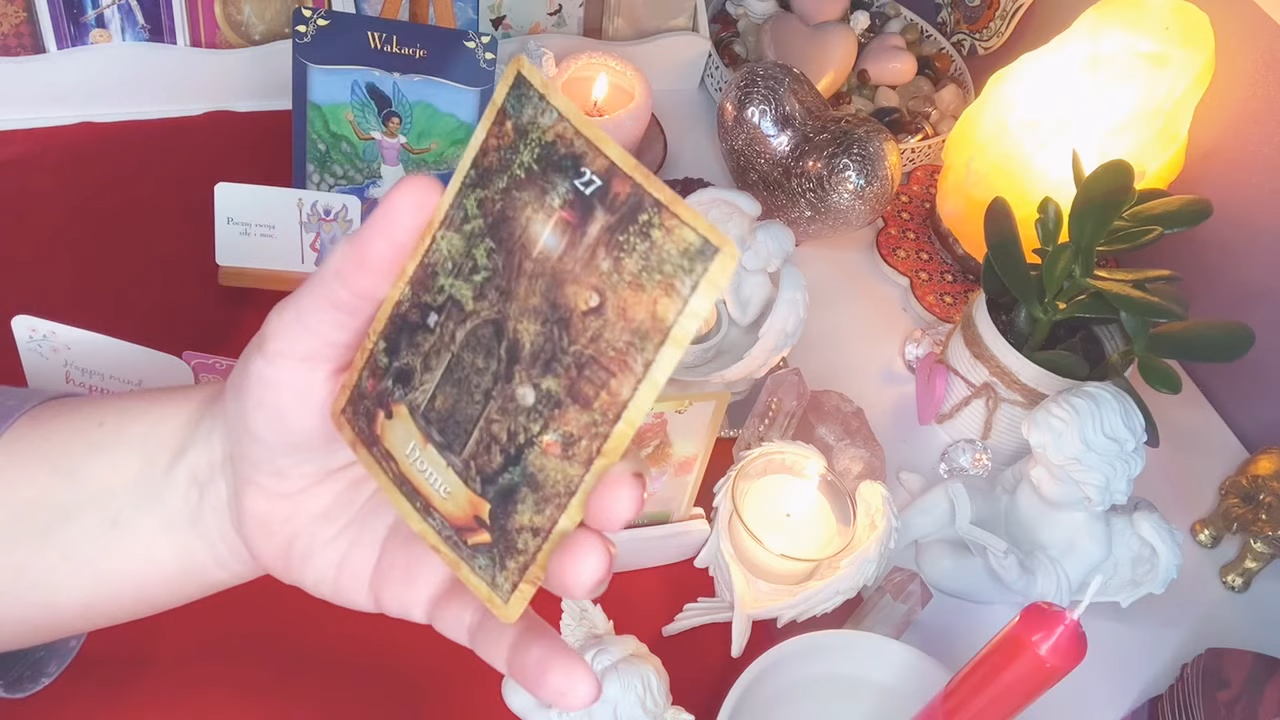 Wakacje
27
Poczuj swoją
siłę i moc.
Happy mind
happy
home